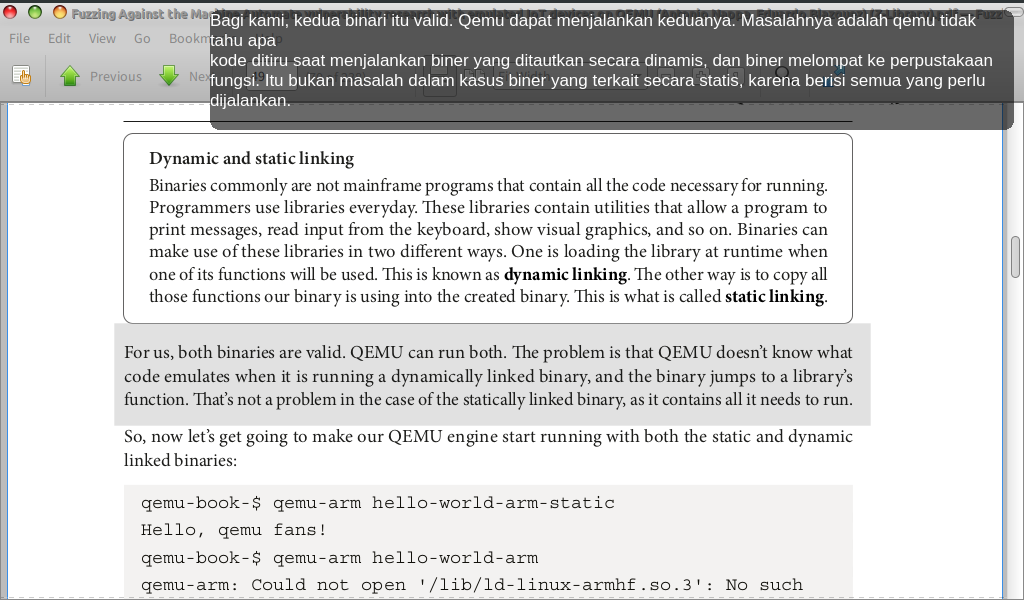 Fuzzing Against the Ma
Bagi kami, kedua binari itu valid. Qemu dapat menjalankan keduanya. Masalahnya adalah qemu tidak
tahu apa
kode ditiru saat menjalankan biner yang ditautkan secara dinamis, dan biner melompat ke perpustakaan
fungsi. Itu bukan masalah dalam kasus biner yang terkait secara statis, karena berisi semua yang perlu
dijalankan.
File Edit View Go Bookm
Previous
Dynamic and static linking
Binaries commonly are not mainframe programs that contain all the code necessary for running.
Programmers use libraries everyday. These libraries contain utilities that allow a program to
print messages, read input from the keyboard, show visual graphics, and so on. Binaries can
make use of these libraries in two different ways. One is loading the library at runtime when
one of its functions will be used. This is known as dynamic linking. The other way is to copy all
those functions our binary is using into the created binary. This is what is called static linking.
For us, both binaries are valid. QEMU can run both. The problem is that QEMU doesn't know what
code emulates when it is running a dynamically linked binary, and the binary jumps to a library's
function. That's not a problem in the case of the statically linked binary, as it contains all it needs to run.
So, now let's get going to make our QEMU engine start running with both the static and dynamic
linked binaries:
qemu-book-$ qemu-arm hello-world-arm-static
Hello, qemu fans!
qemu-book-$ qemu-arm hello-world-arm
qemu-arm: Could not open '/lib/ld-linux-armhf.so.3': No such